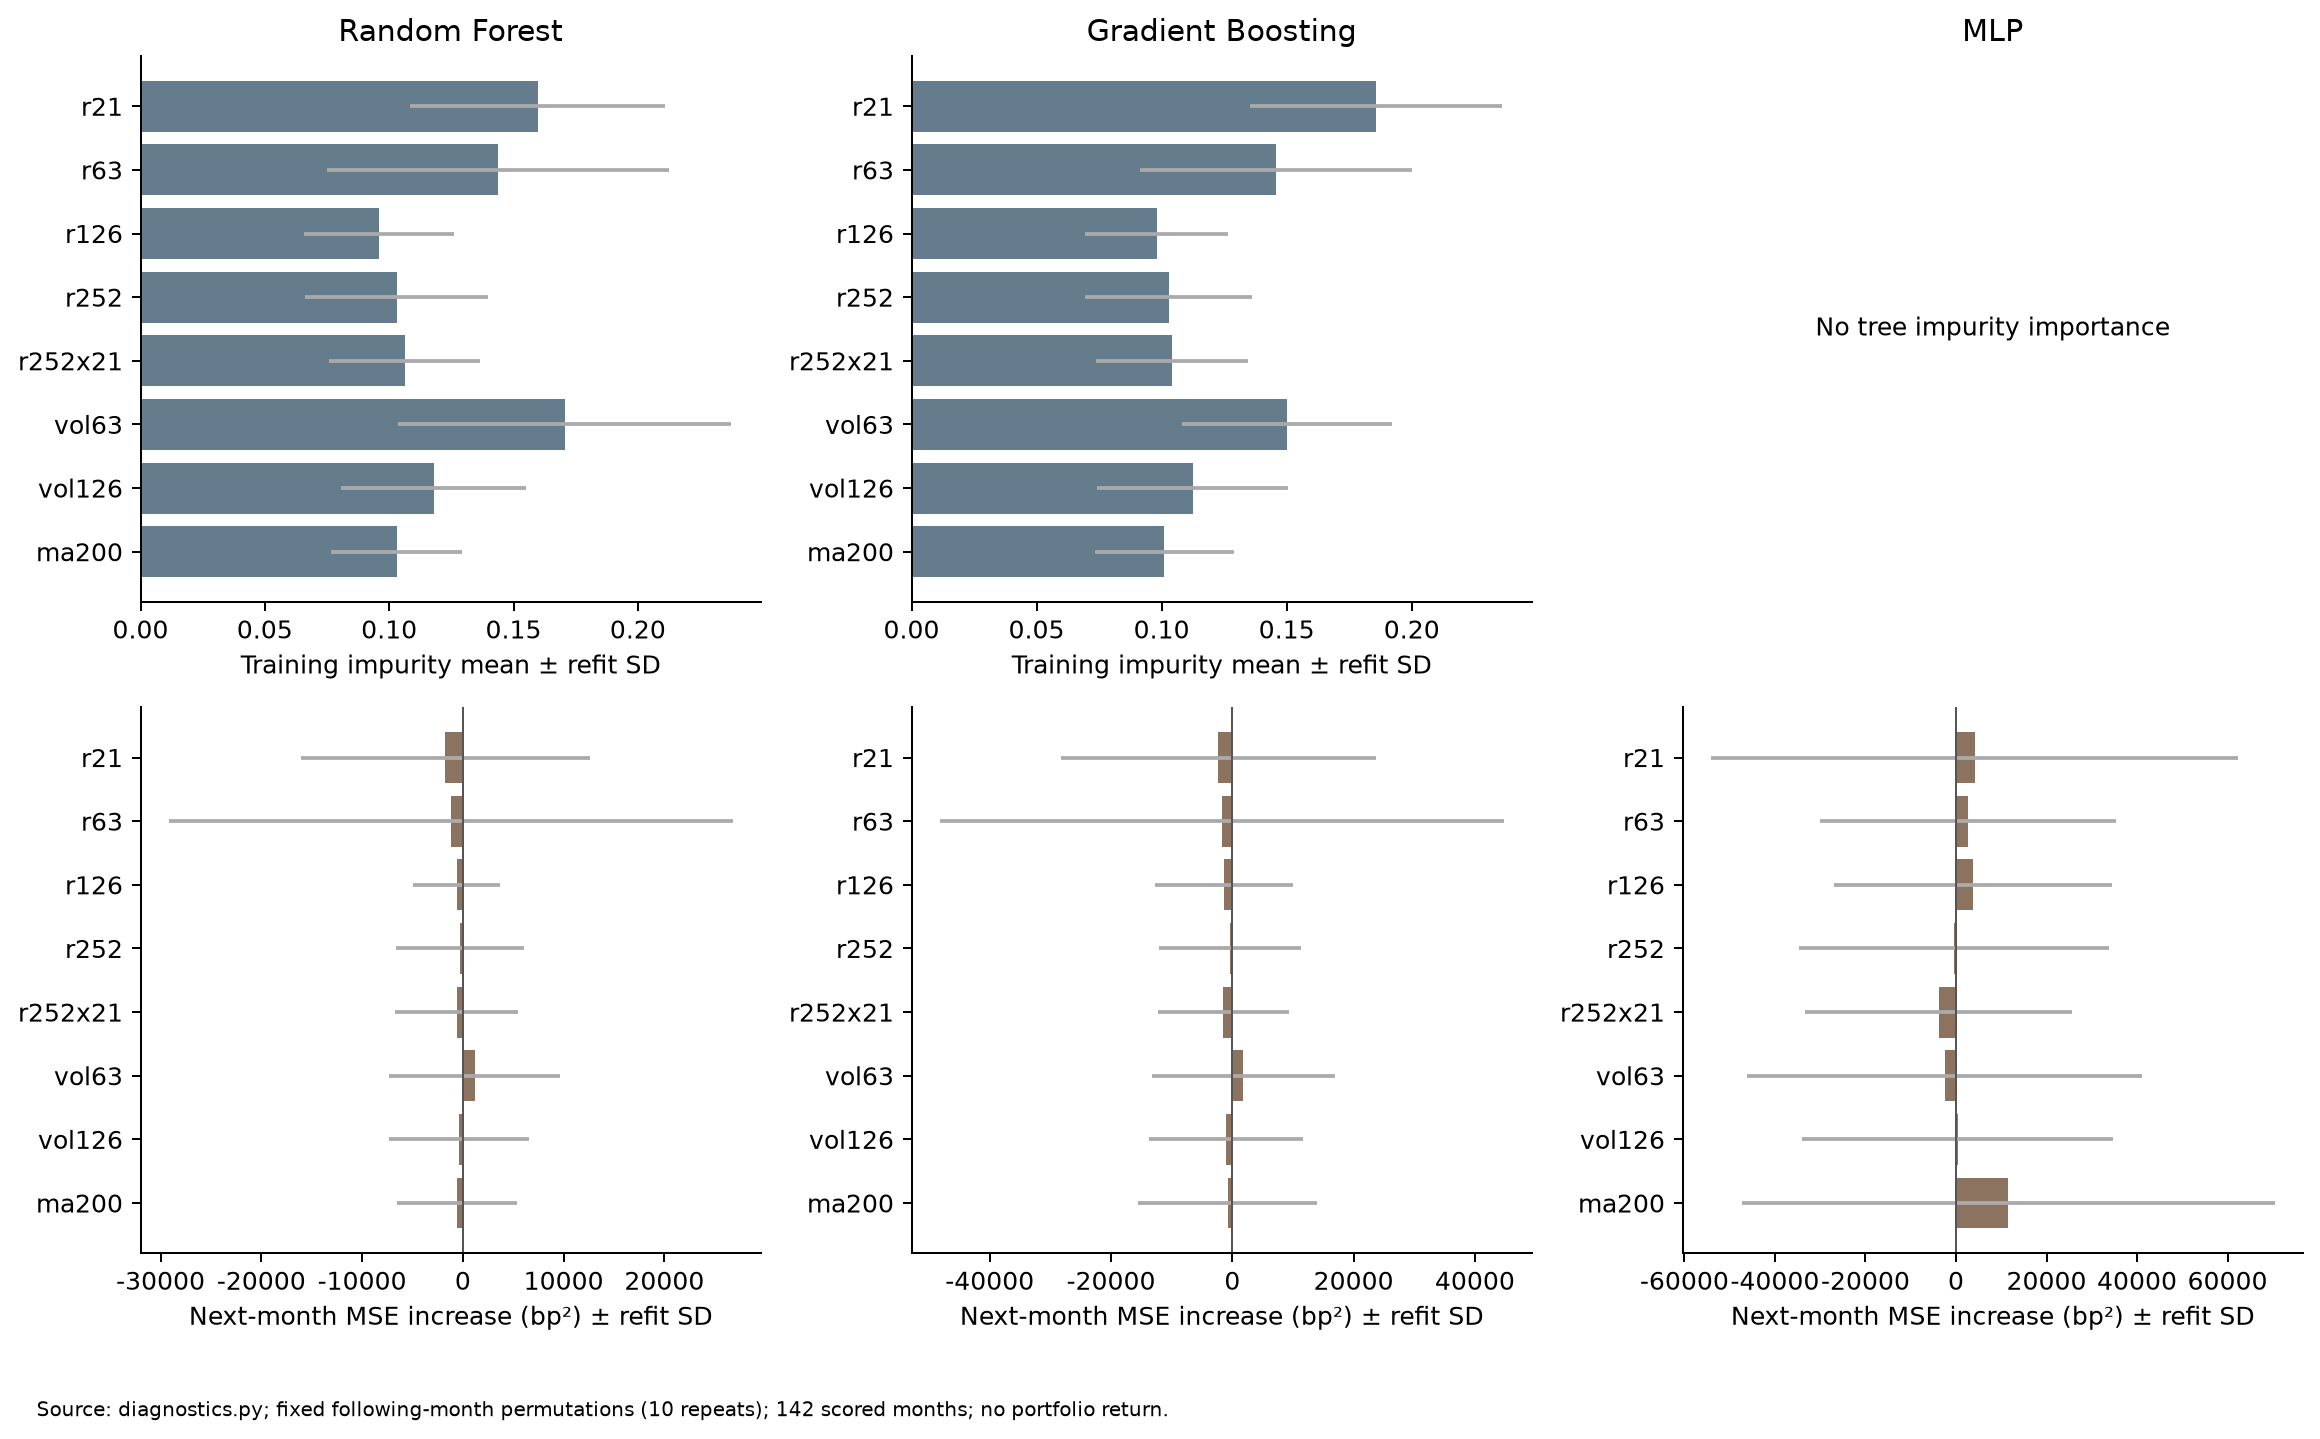 Random Forest
r21
r63
r126
r252
r252x21
vol63
vol126
ma200
0.00 0.05 0.10 0.15 0.20
Training impurity mean ± refit SD
Gradient Boosting
r21
r63
r126
r252
r252x21
vol63
vol126
ma200
0.00 0.05 0.10 0.15 0.20
Training impurity mean ± refit SD
MLP
No tree impurity importance
r21
r63
r126
r252
r252x21
vol63
vol126
ma200
-30000 -20000 -10000 0 10000 20000
Next-month MSE increase (bp²) ± refit SD
r21
r63
r126
r252
r252x21
vol63
vol126
ma200
-40000 -20000 0 20000 40000
Next-month MSE increase (bp²) ± refit SD
r21
r63
r126
r252
r252x21
vol63
vol126
ma200
-60000 -40000 -20000 0 20000 40000 60000
Next-month MSE increase (bp²) ± refit SD
Source: diagnostics.py; fixed following-month permutations (10 repeats); 142 scored months; no portfolio return.